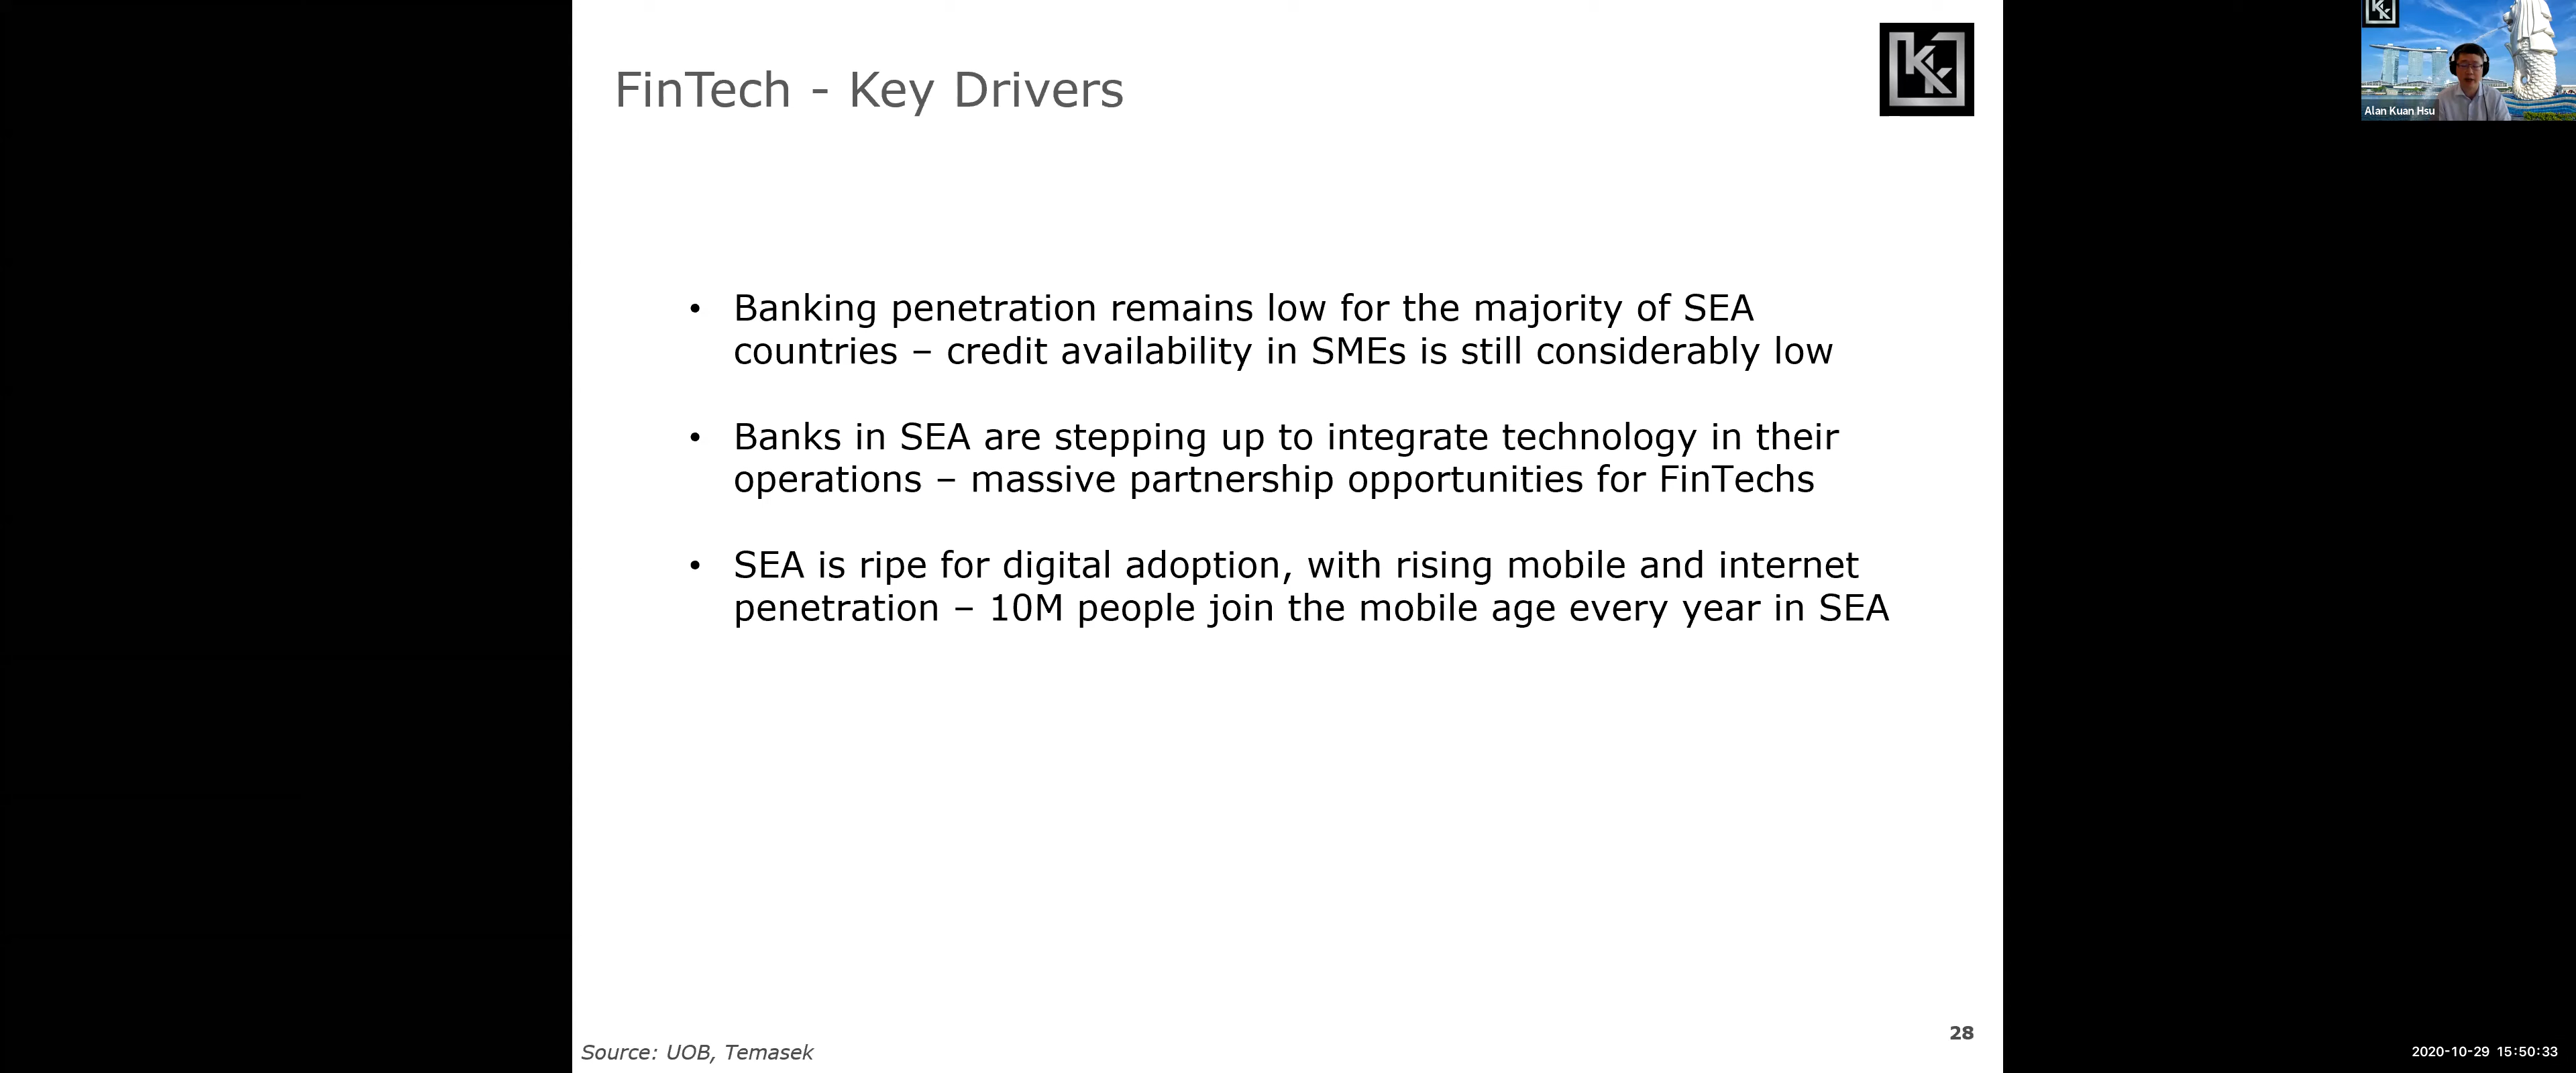 FinTech - Key Drivers
• Banking penetration remains low for the majority of SEA
countries – credit availability in SMEs is still considerably low
• Banks in SEA are stepping up to integrate technology in their
operations – massive partnership opportunities for FinTechs
• SEA is ripe for digital adoption, with rising mobile and internet
penetration – 10M people join the mobile age every year in SEA
28
Source: UOB, Temasek
Alan Kuan Hsu
2020-10-29 15:50:33